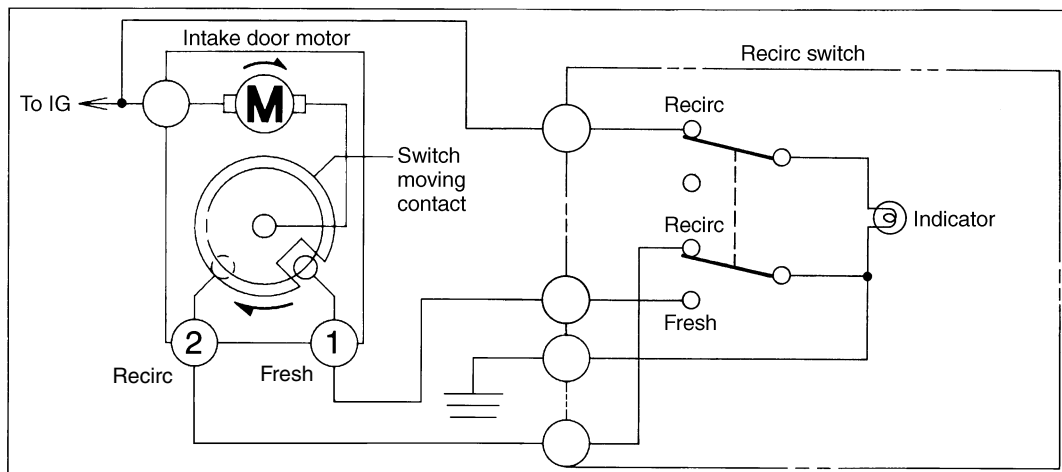 Intake door motor
Recirc switch
To IG
M
Recirc
Switch
moving
contact
Recirc
Indicator
Fresh
2
1
Recirc
Fresh